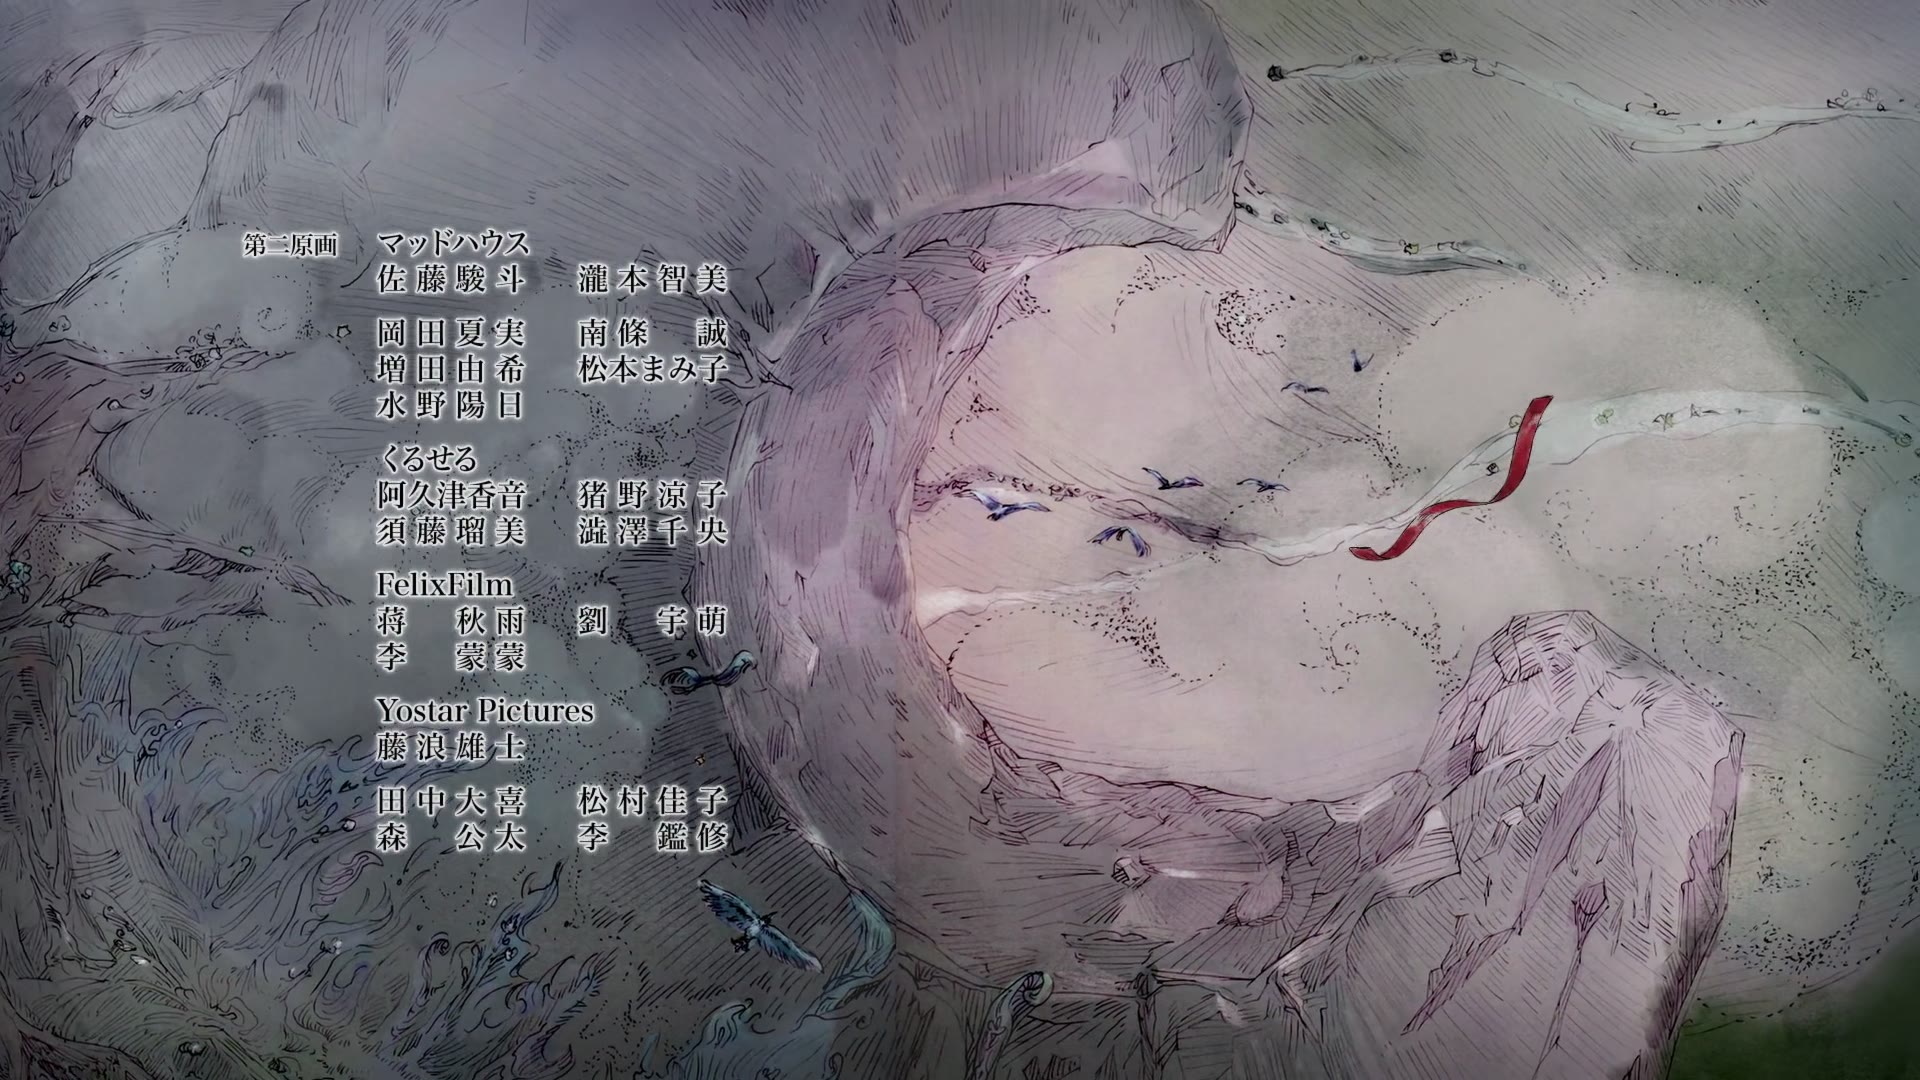 第二原画 マッドハウス
佐藤駿斗 瀧本智美
岡田夏実 南條 誠
増田由希 松本まみ子
水野陽日
くるせる
阿久津香音 猪野涼子
須藤瑠美 澁澤千央
FelixFilm
蒋 秋雨 劉 宇萌
李 蒙蒙
Yostar Pictures
藤浪雄士
田中大喜 松村佳子
森 公太 李 鑑修